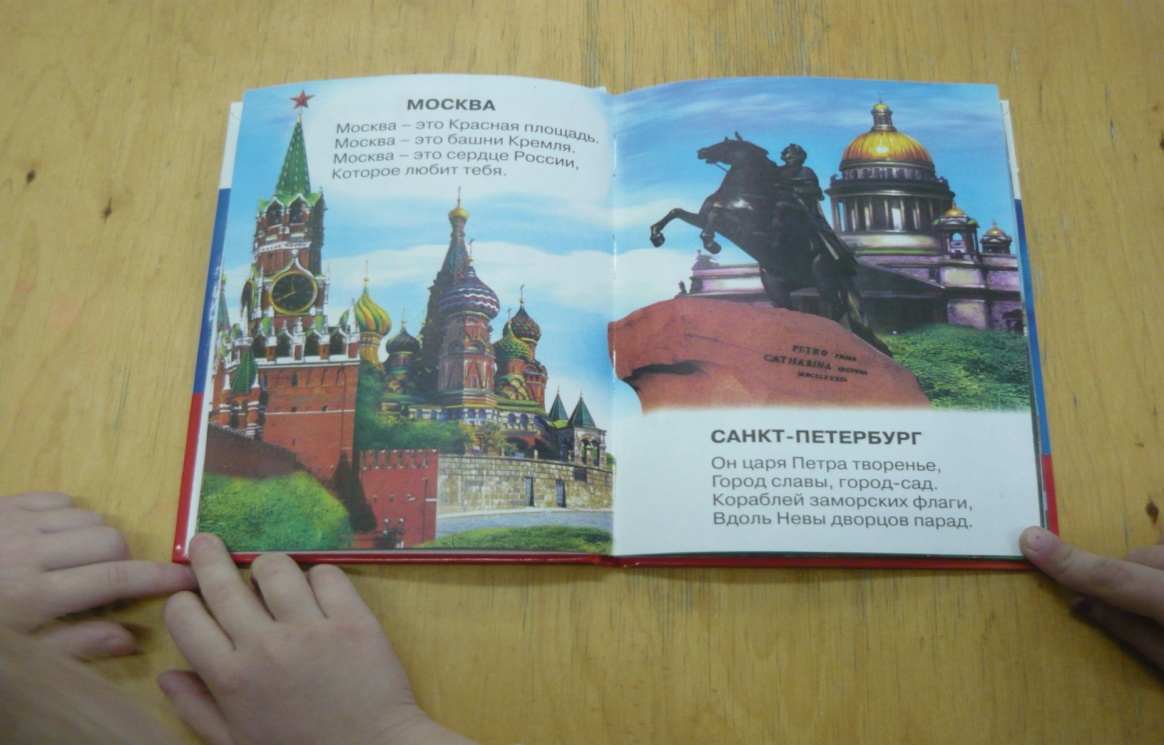 МОСКВА
Москва – это Красная площадь.
Москва – это башни Кремля.
Москва – это сердце России,
Которое любит тебя.
PETRO
CATHARINA
MDCCLXXXII
САНКТ-ПЕТЕРБУРГ
Он царя Петра творенье,
Город славы, город-сад.
Кораблей заморских флаги,
Вдоль Невы дворцов парад.